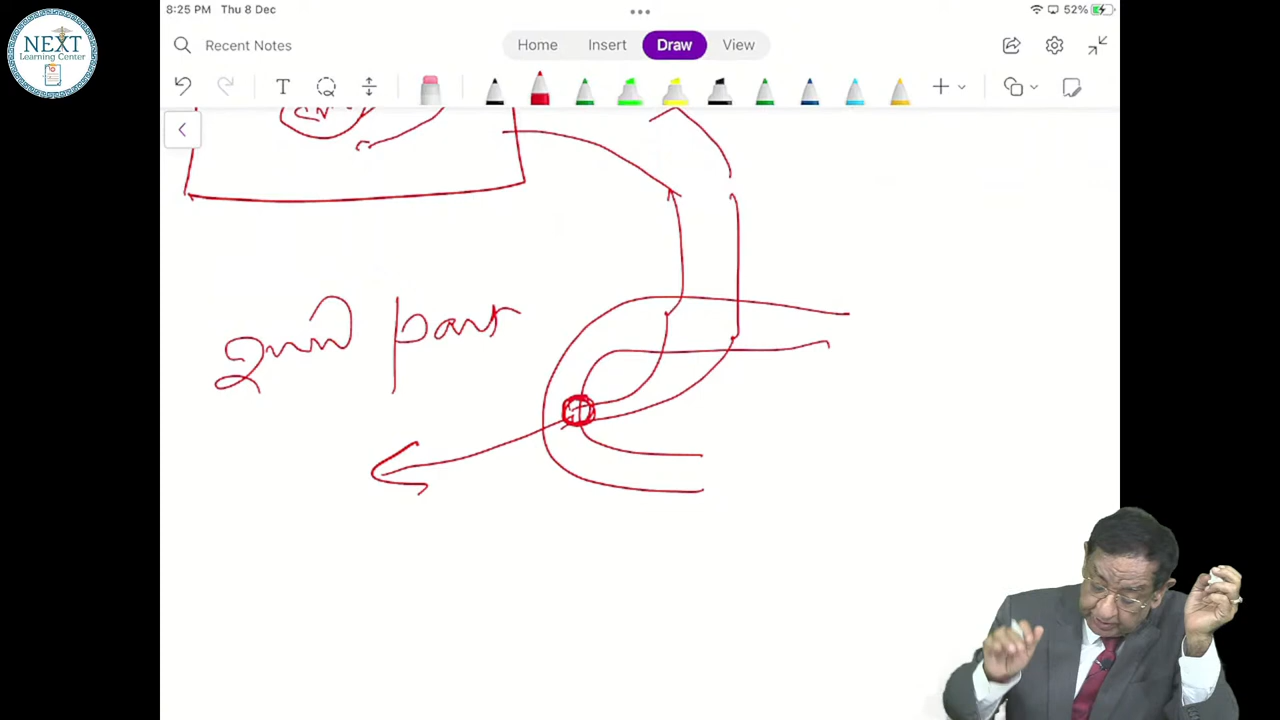 8:25 PM Thu 8 Dec
52%
NEXT
Learning Center
Recent Notes
Home Insert Draw View
T
2nd part